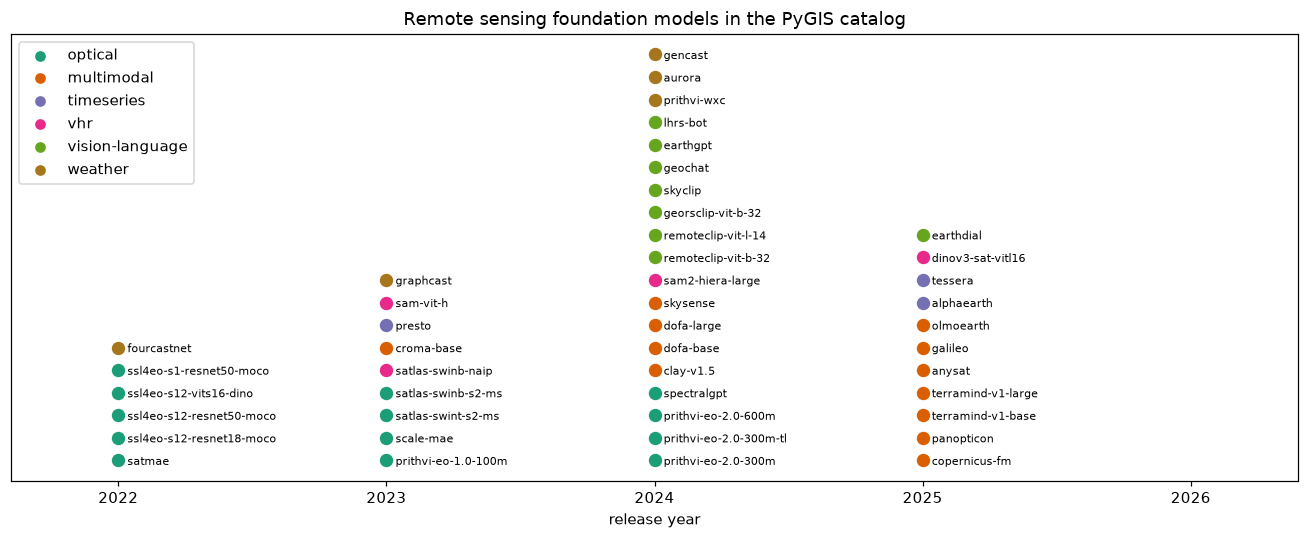 Remote sensing foundation models in the PyGIS catalog
optical
multimodal
timeseries
vhr
vision-language
weather
fourcastnet
ssl4eo-s1-resnet50-moco
ssl4eo-s12-vits16-dino
ssl4eo-s12-resnet50-moco
ssl4eo-s12-resnet18-moco
satmae
graphcast
sam-vit-h
presto
croma-base
satlas-swinb-naip
satlas-swinb-s2-ms
satlas-swint-s2-ms
scale-mae
prithvi-eo-1.0-100m
gencast
aurora
prithvi-wxc
lhrs-bot
earthgpt
geochat
skyclip
georsclip-vit-b-32
remoteclip-vit-l-14
remoteclip-vit-b-32
sam2-hiera-large
skysense
dofa-large
dofa-base
clay-v1.5
spectralgpt
prithvi-eo-2.0-600m
prithvi-eo-2.0-300m-tl
prithvi-eo-2.0-300m
earthdial
dinov3-sat-vitl16
tessera
alphaearth
olmoearth
galileo
anysat
terramind-v1-large
terramind-v1-base
panopticon
copernicus-fm
2022 2023 2024 2025 2026
release year